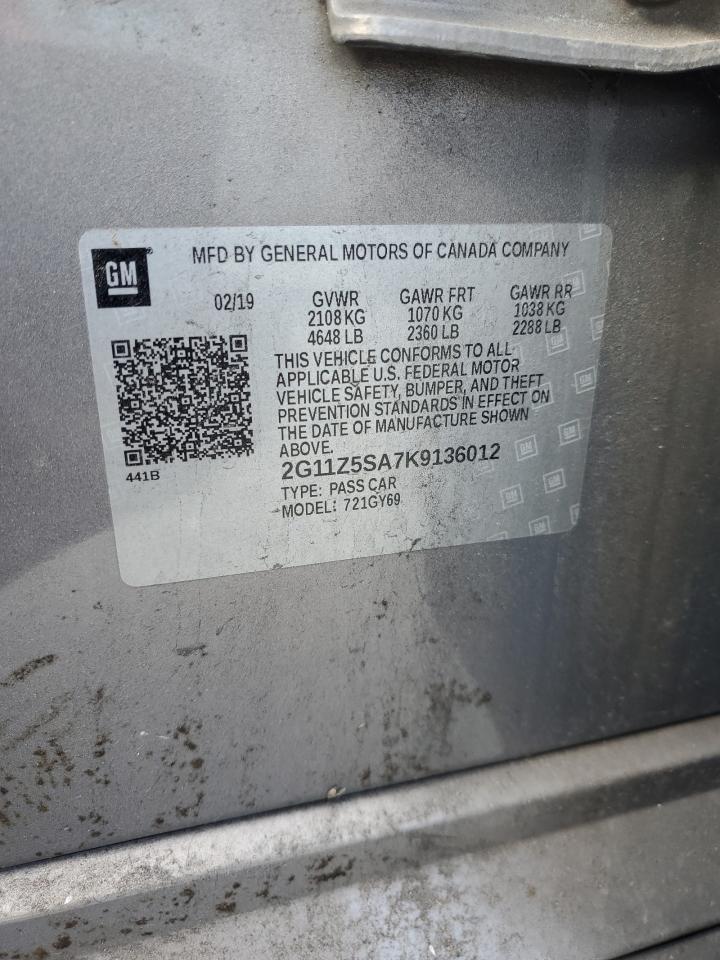 GM
MFD BY GENERAL MOTORS OF CANADA COMPANY
02/19 GVWR GAWR FRT GAWR RR
2108 KG 1070 KG 1038 KG
4648 LB 2360 LB 2288 LB
THIS VEHICLE CONFORMS TO ALL
APPLICABLE U.S. FEDERAL MOTOR
VEHICLE SAFETY, BUMPER, AND THEFT
PREVENTION STANDARDS IN EFFECT ON
THE DATE OF MANUFACTURE SHOWN
ABOVE.
441B
2G11Z5SA7K9136012
TYPE: PASS CAR
MODEL: 721GY69